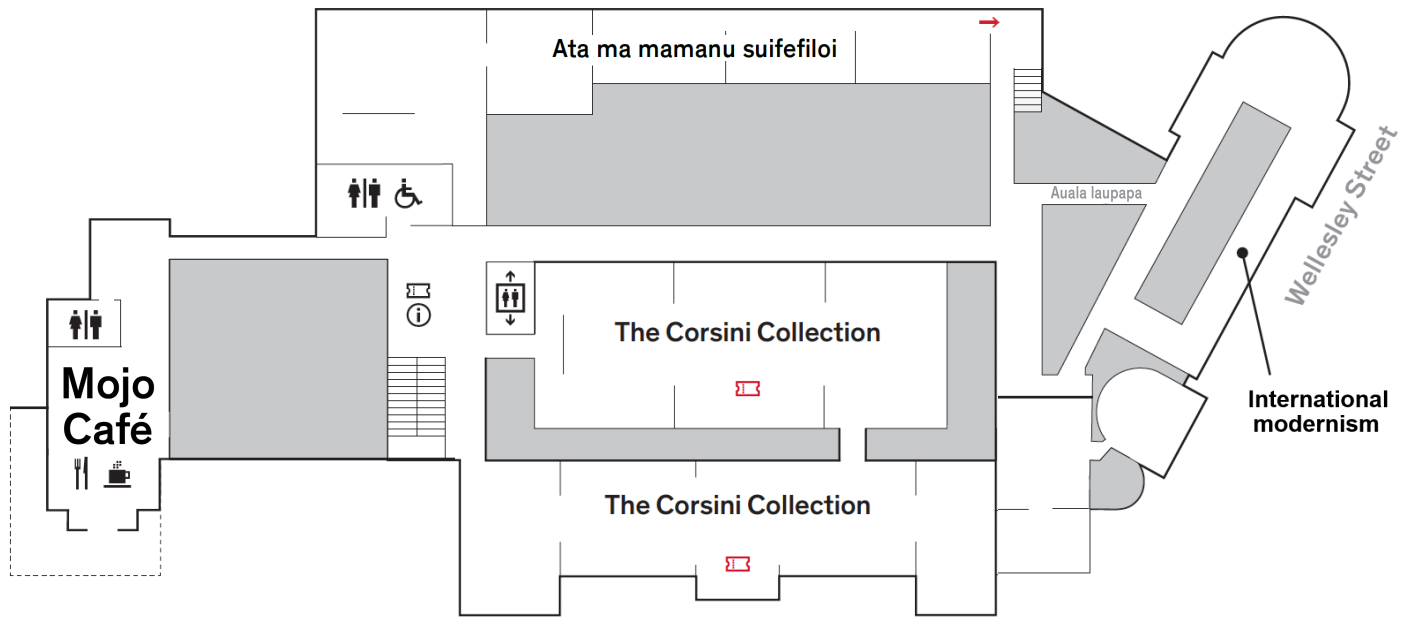 Ata ma mamanu suifefiloi
Auala laupapa
Wellesley Street
The Corsini Collection
Mojo
Café
International
modernism
The Corsini Collection